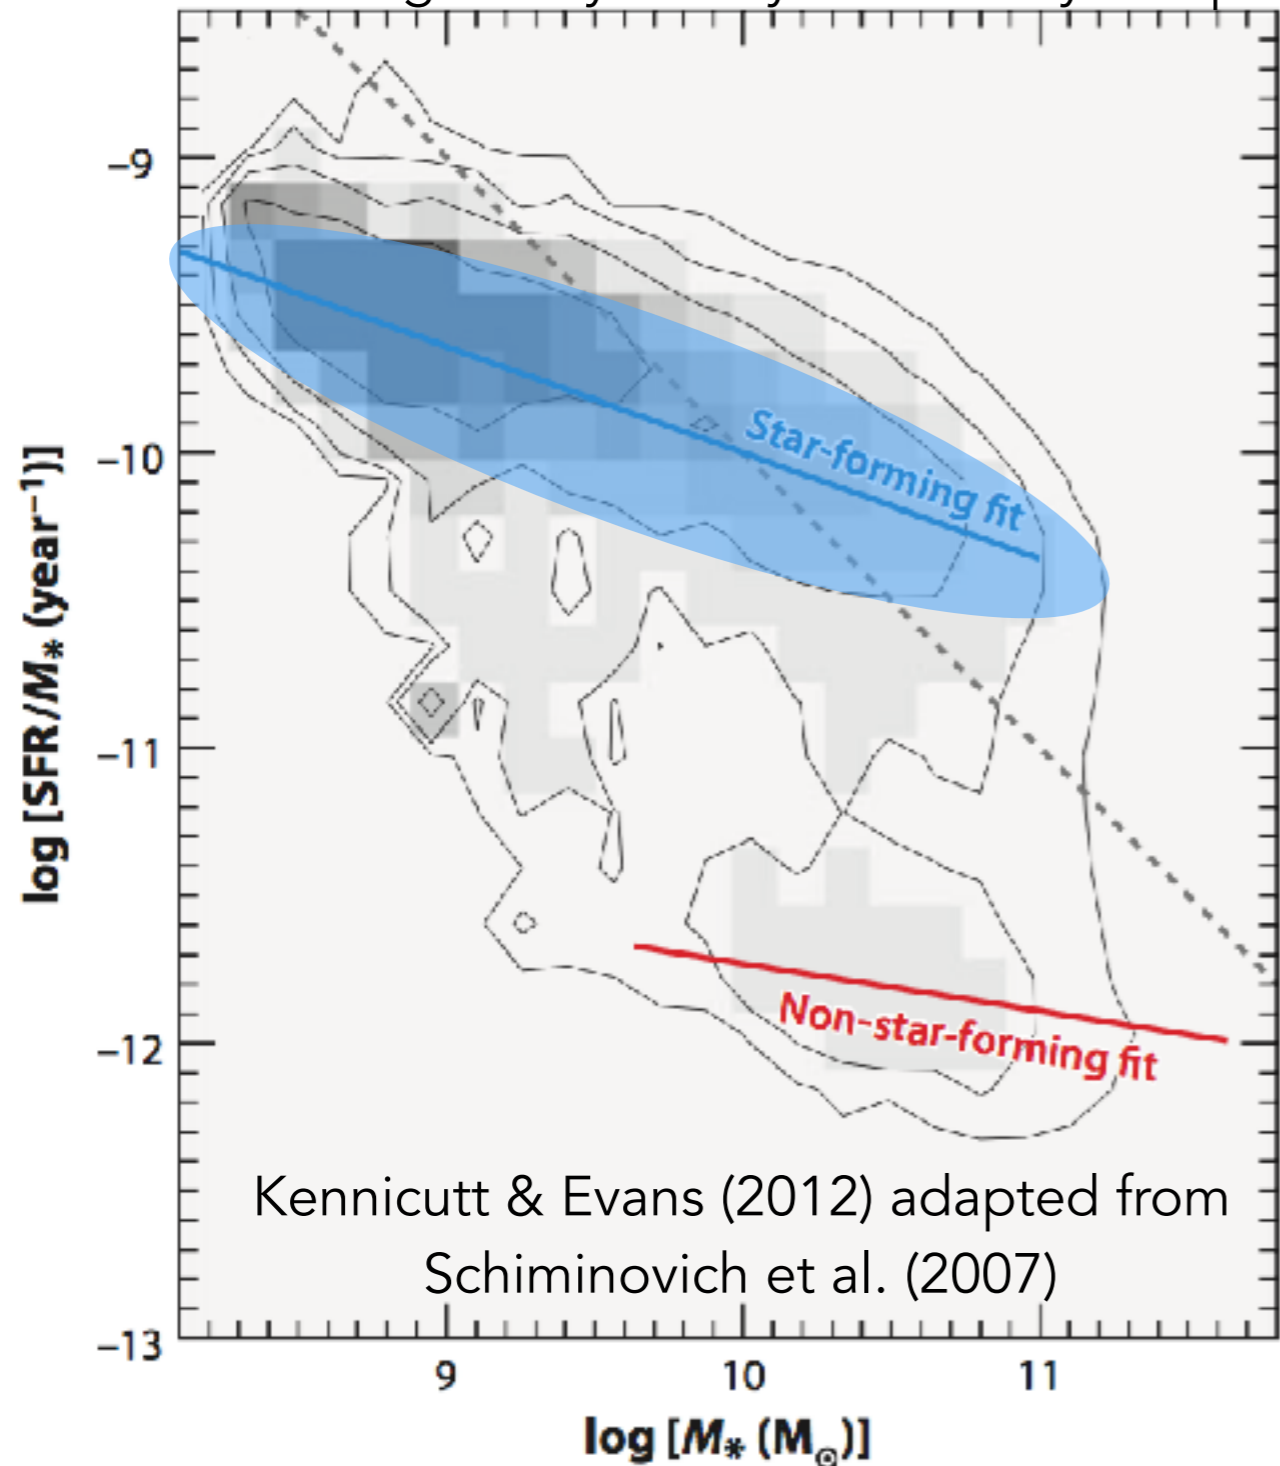 −9
−10
−11
−12
−13
log [SFR/M* (year⁻¹)]
Star-forming fit
Non-star-forming fit
Kennicutt & Evans (2012) adapted from
Schiminovich et al. (2007)
9 10 11
log [M* (M⊙)]